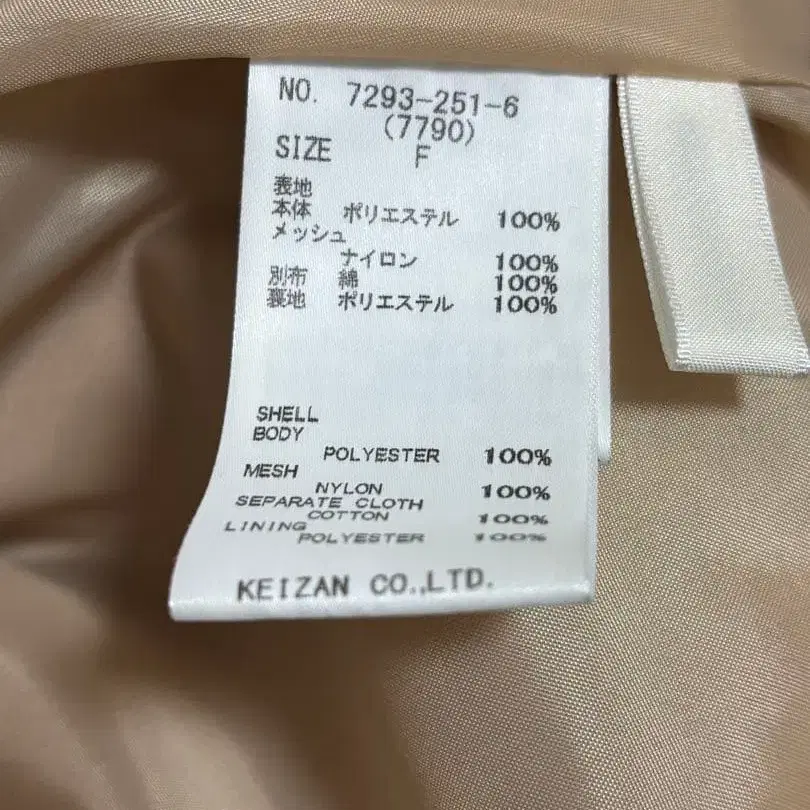 NO. 7293-251-6
(7790)
SIZE F
表地
本体 ポリエステル 100%
メッシュ
ナイロン 100%
別布 綿 100%
裏地 ポリエステル 100%
SHELL
BODY
POLYESTER 100%
MESH
NYLON 100%
SEPARATE CLOTH
COTTON 100%
LINING
POLYESTER 100%
KEIZAN CO.,LTD.